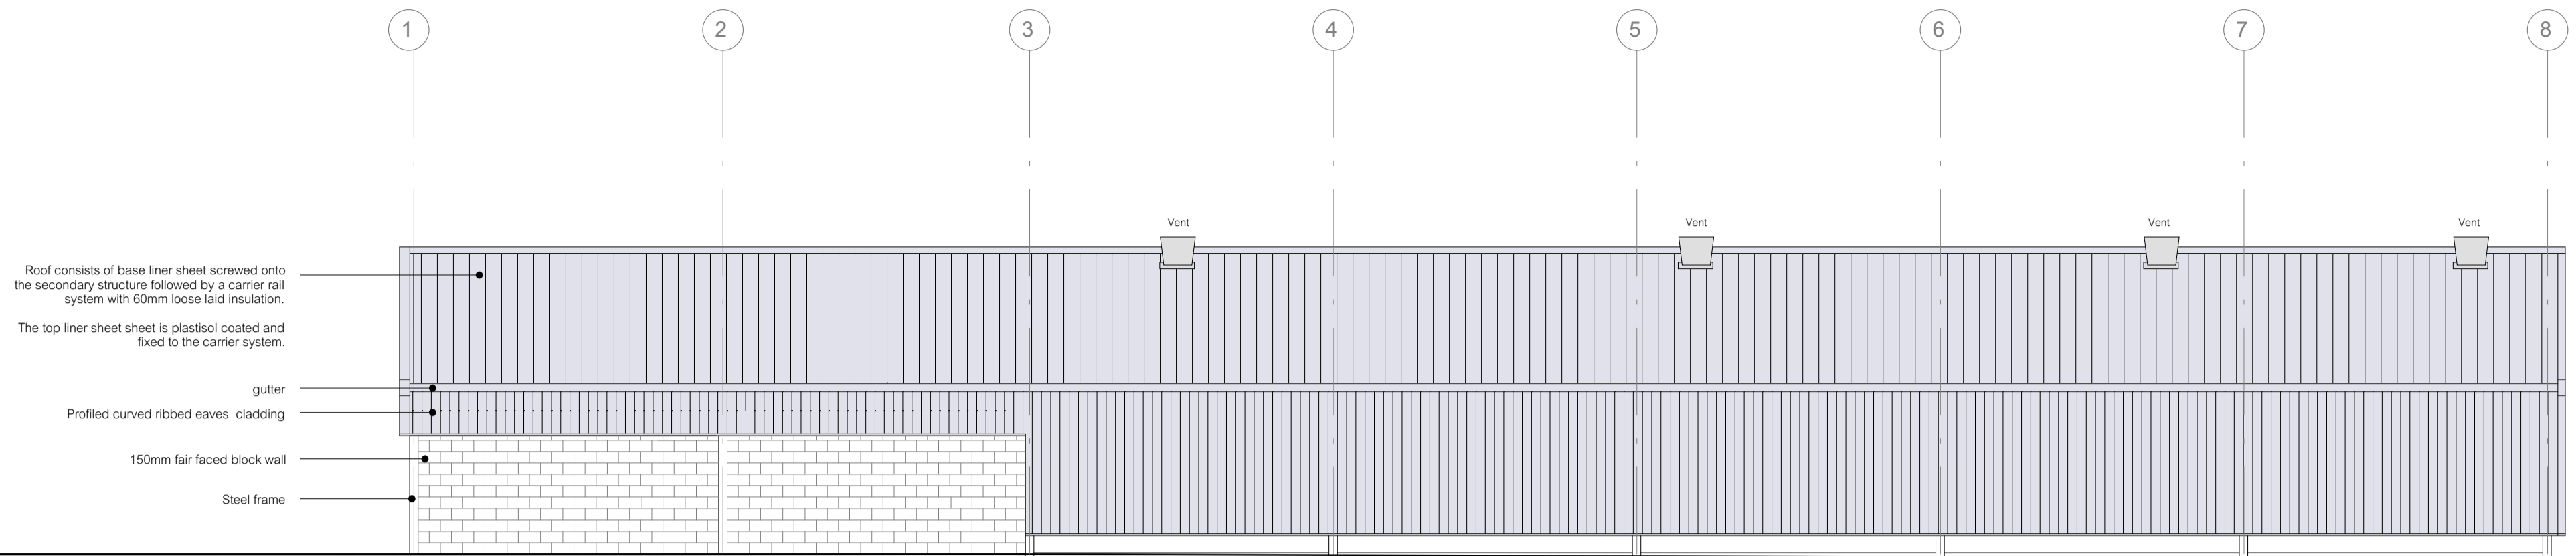 1 2 3 4 5 6 7 8
Vent Vent Vent Vent
Roof consists of base liner sheet screwed onto
the secondary structure followed by a carrier rail
system with 60mm loose laid insulation.
The top liner sheet sheet is plastisol coated and
fixed to the carrier system.
gutter
Profiled curved ribbed eaves cladding
150mm fair faced block wall
Steel frame